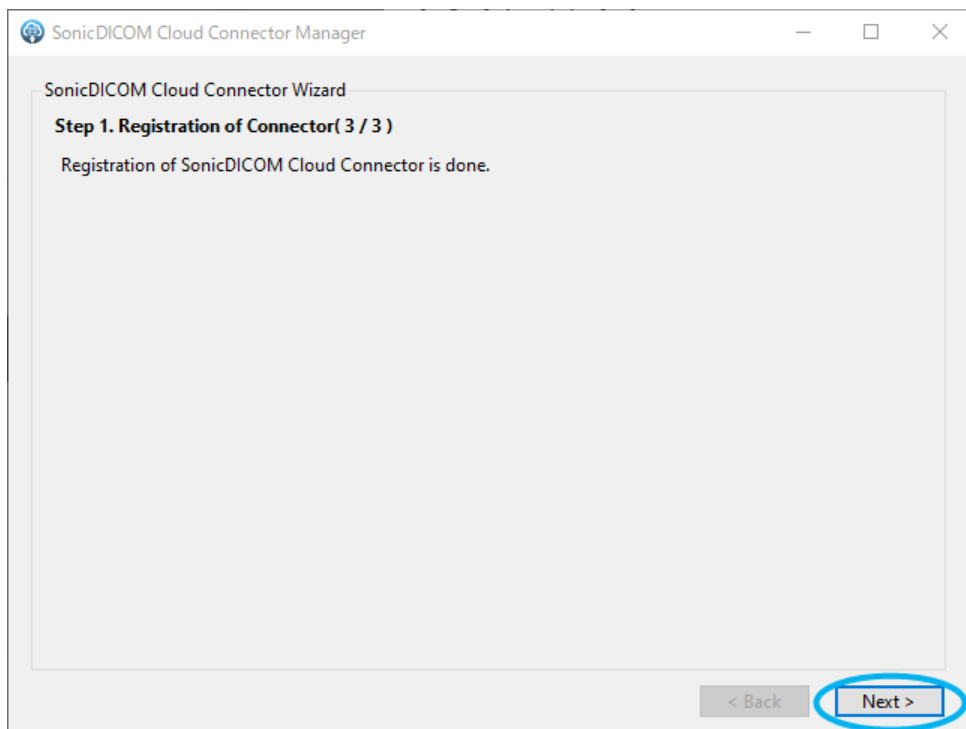 SonicDICOM Cloud Connector Manager
SonicDICOM Cloud Connector Wizard
Step 1. Registration of Connector( 3 / 3 )
Registration of SonicDICOM Cloud Connector is done.
< Back
Next >